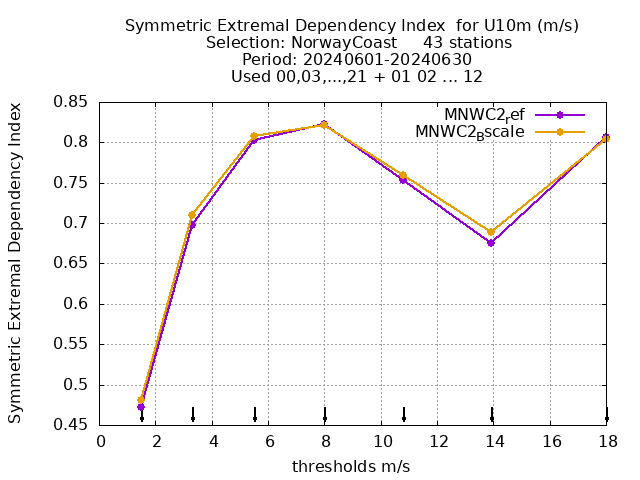 Symmetric Extremal Dependency Index  for U10m (m/s)
Selection: NorwayCoast     43 stations
Period: 20240601-20240630
Used 00,03,...,21 + 01 02 ... 12
Symmetric Extremal Dependency Index
0.85
0.8
0.75
0.7
0.65
0.6
0.55
0.5
0.45
MNWC2ref
MNWC2Bscale
0 2 4 6 8 10 12 14 16 18
thresholds m/s